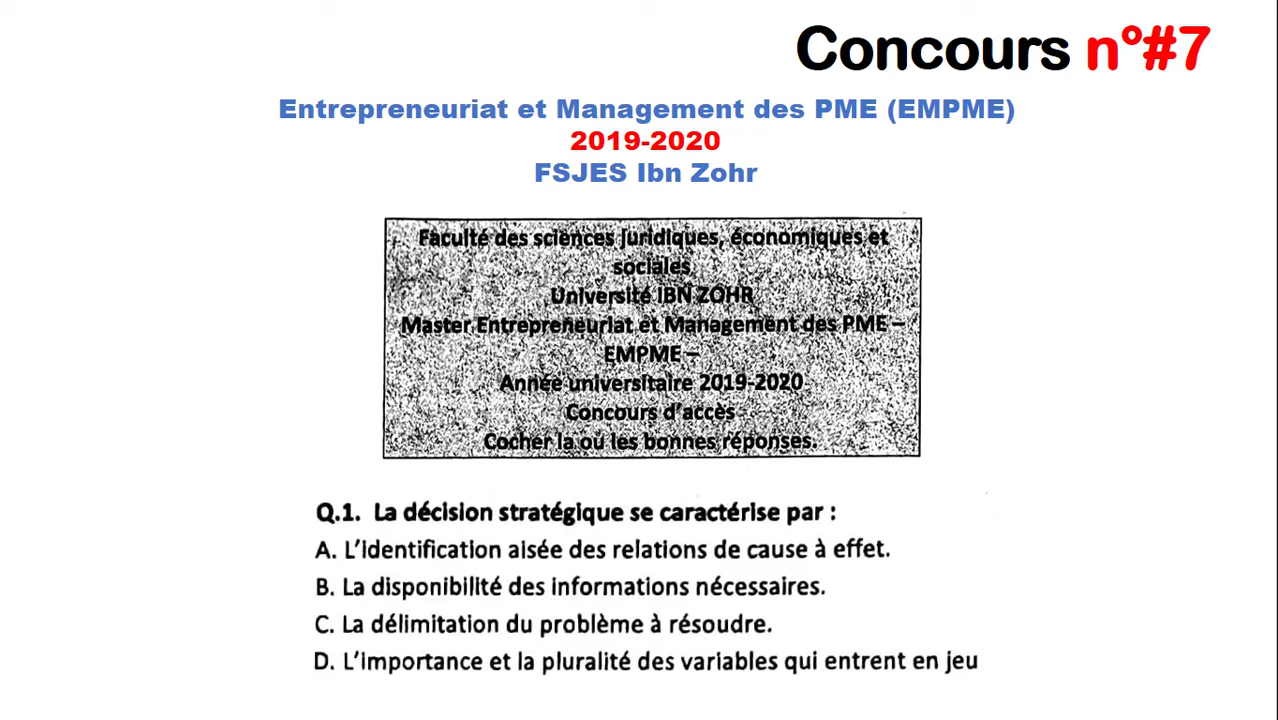 Concours n°#7
Entrepreneuriat et Management des PME (EMPME)
2019-2020
FSJES Ibn Zohr
Faculté des sciences juridiques, économiques et
sociales
Université IBN ZOHR
Master Entrepreneuriat et Management des PME –
EMPME –
Année universitaire 2019-2020
Concours d'accès
Cocher la ou les bonnes réponses.
Q.1. La décision stratégique se caractérise par :
A. L'identification aisée des relations de cause à effet.
B. La disponibilité des informations nécessaires.
C. La délimitation du problème à résoudre.
D. L'importance et la pluralité des variables qui entrent en jeu